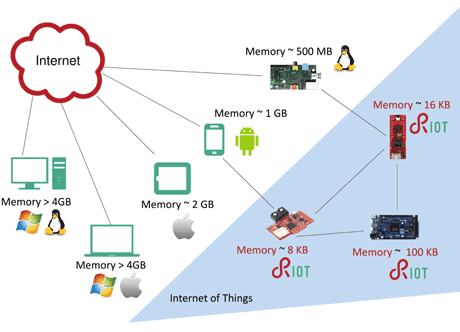 Internet
Memory ~ 500 MB
Memory ~ 16 KB
RIOT
Memory ~ 1 GB
Memory > 4GB
Memory ~ 2 GB
Memory ~ 8 KB
RIOT
Memory ~ 100 KB
RIOT
Memory > 4GB
Internet of Things